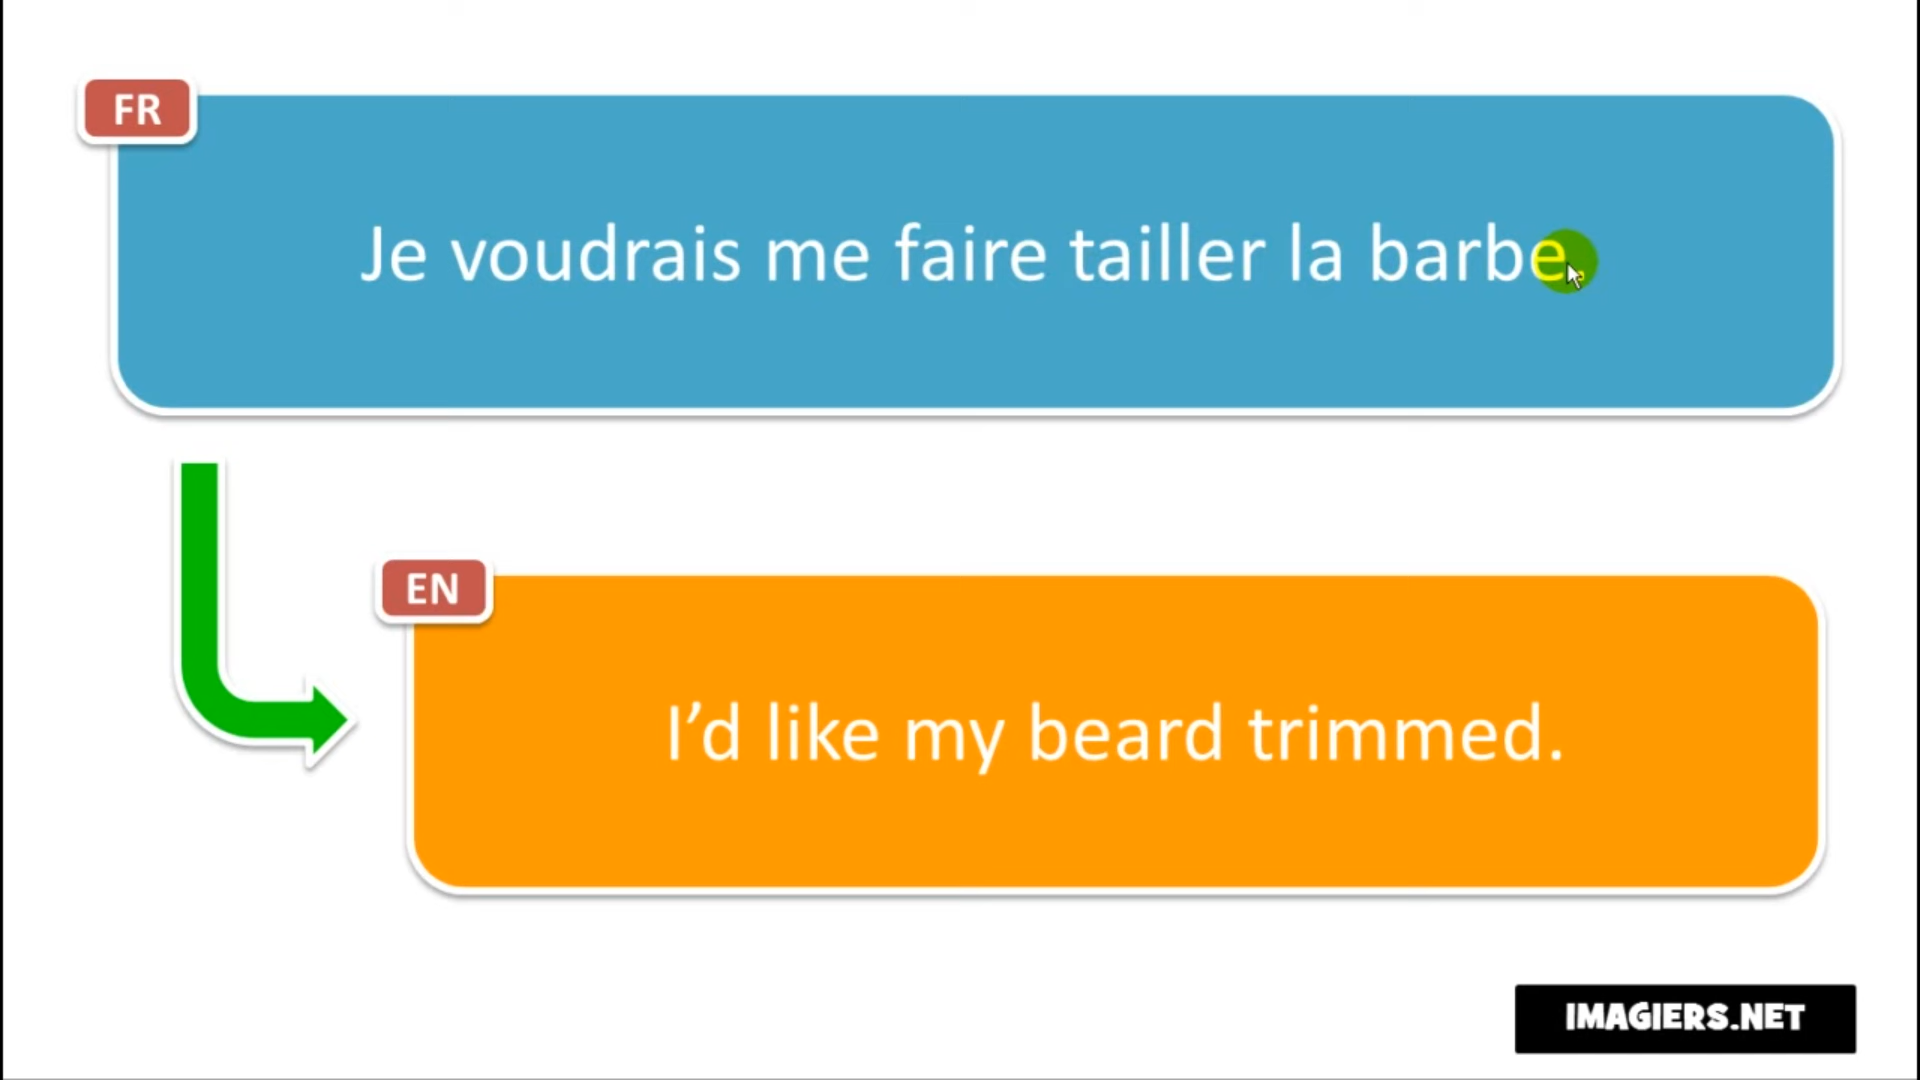 FR
Je voudrais me faire tailler la barbe.
EN
I’d like my beard trimmed.
IMAGIERS.NET